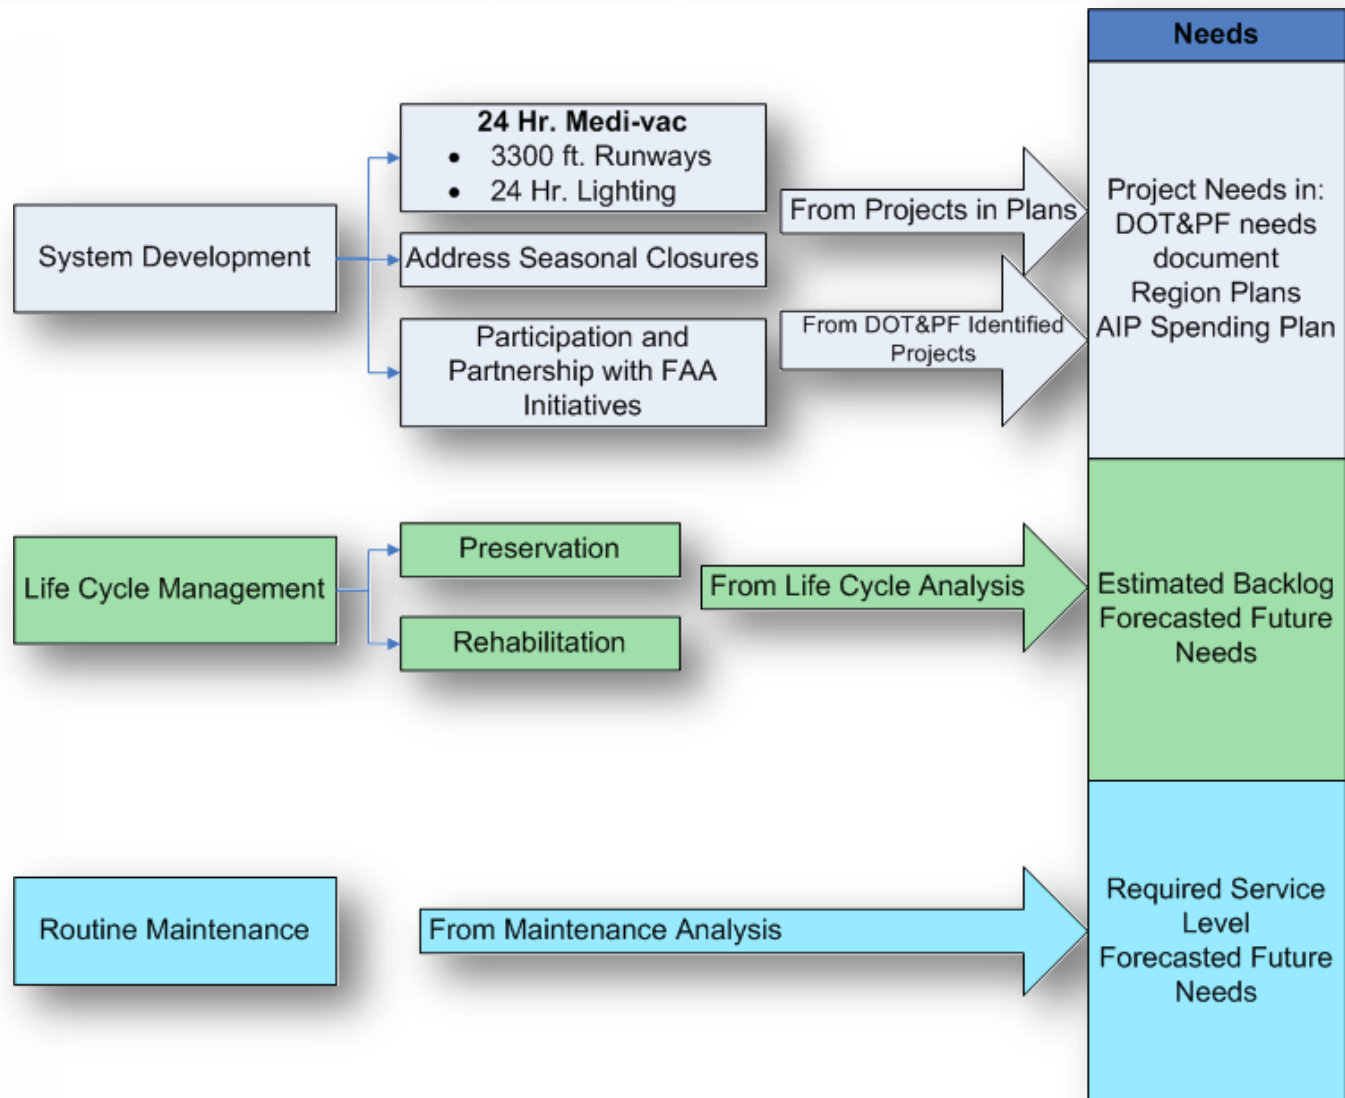 Needs
24 Hr. Medi-vac
• 3300 ft. Runways
• 24 Hr. Lighting
System Development
Address Seasonal Closures
Participation and
Partnership with FAA
Initiatives
From Projects in Plans
From DOT&PF Identified
Projects
Project Needs in:
DOT&PF needs
document
Region Plans
AIP Spending Plan
Life Cycle Management
Preservation
Rehabilitation
From Life Cycle Analysis
Estimated Backlog
Forecasted Future
Needs
Routine Maintenance
From Maintenance Analysis
Required Service
Level
Forecasted Future
Needs